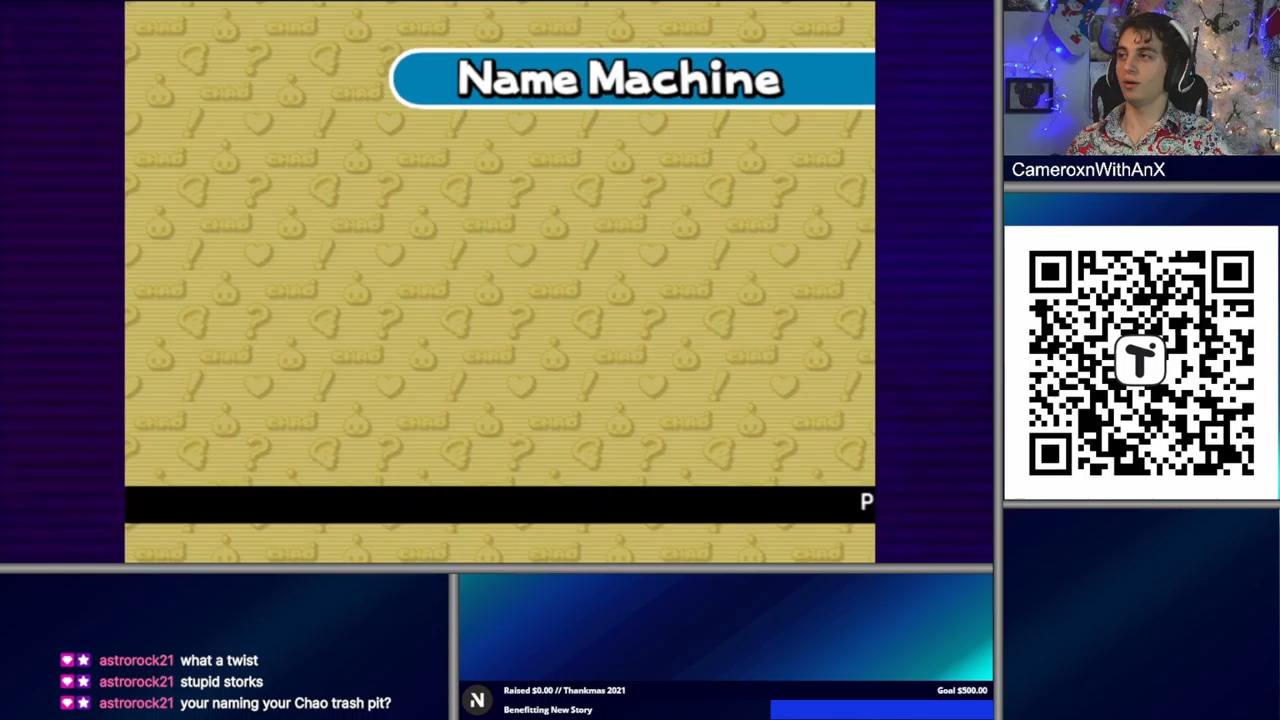 Name Machine
P
CameroxnWithAnX
T
astrorock21 what a twist
astrorock21 stupid storks
astrorock21 your naming your Chao trash pit?
N
Raised $0.00 // Thankmas 2021
Goal $500.00
Benefitting New Story